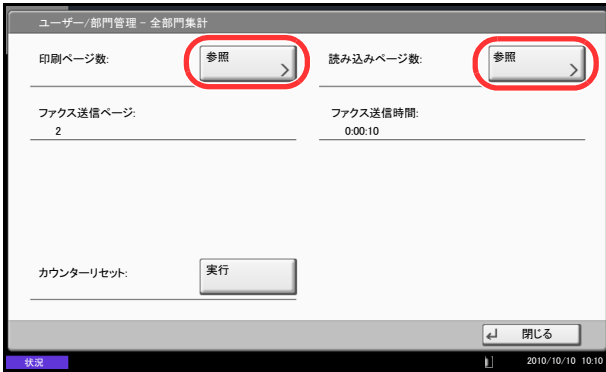 ユーザー/部門管理 - 全部門集計
印刷ページ数: 参照 読み込みページ数: 参照
ファクス送信ページ: ファクス送信時間:
2 0:00:10
カウンターリセット: 実行
閉じる
状況 2010/10/10 10:10